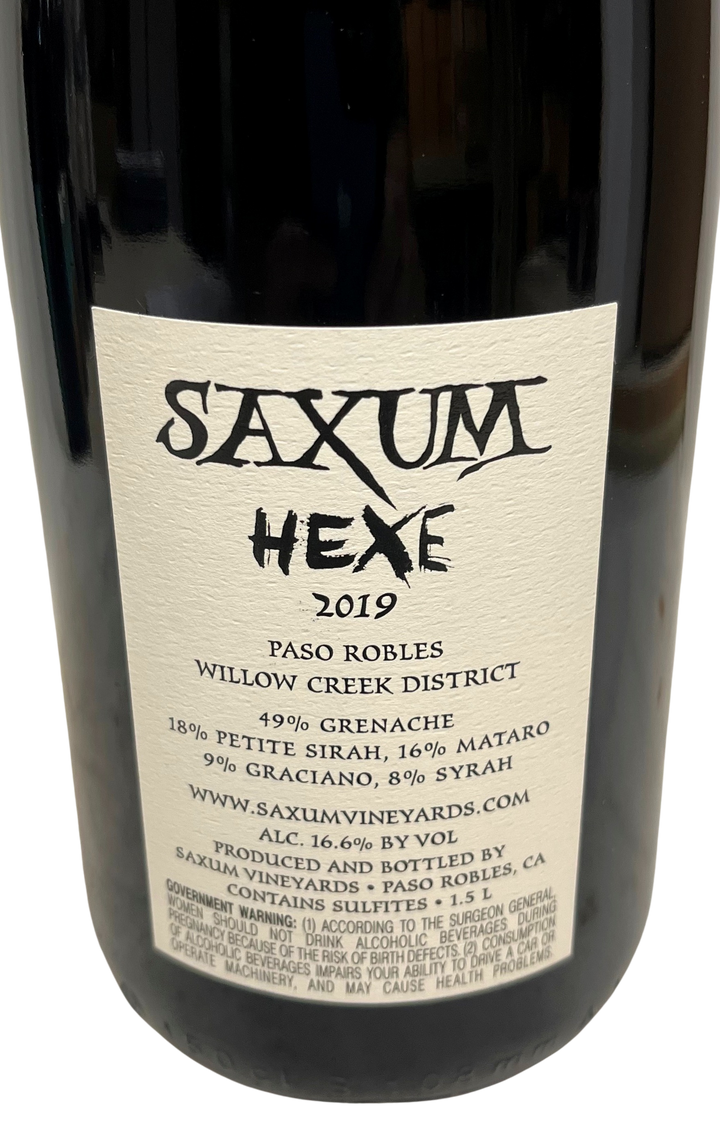 SAXUM
HEXE
2019
PASO ROBLES
WILLOW CREEK DISTRICT
49% GRENACHE
18% PETITE SIRAH, 16% MATARO
9% GRACIANO, 8% SYRAH
WWW.SAXUMVINEYARDS.COM
ALC. 16.6% BY VOL
PRODUCED AND BOTTLED BY
SAXUM VINEYARDS • PASO ROBLES, CA
CONTAINS SULFITES • 1.5 L
GOVERNMENT WARNING: (1) ACCORDING TO THE SURGEON GENERAL
WOMEN SHOULD NOT DRINK ALCOHOLIC BEVERAGES DURING
PREGNANCY BECAUSE OF THE RISK OF BIRTH DEFECTS. (2) CONSUMPTION
OF ALCOHOLIC BEVERAGES IMPAIRS YOUR ABILITY TO DRIVE A CAR OR
OPERATE MACHINERY, AND MAY CAUSE HEALTH PROBLEMS.